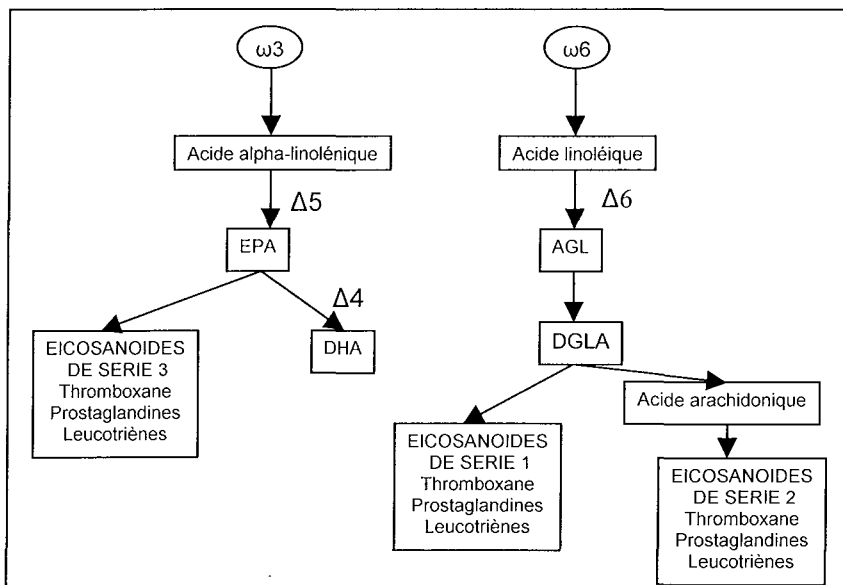 ω3
Acide alpha-linolénique
Δ5
EPA
Δ4
DHA
EICOSANOIDES
DE SERIE 3
Thromboxane
Prostaglandines
Leucotriènes
ω6
Acide linoléique
Δ6
AGL
DGLA
EICOSANOIDES
DE SERIE 1
Thromboxane
Prostaglandines
Leucotriènes
Acide arachidonique
EICOSANOIDES
DE SERIE 2
Thromboxane
Prostaglandines
Leucotriènes